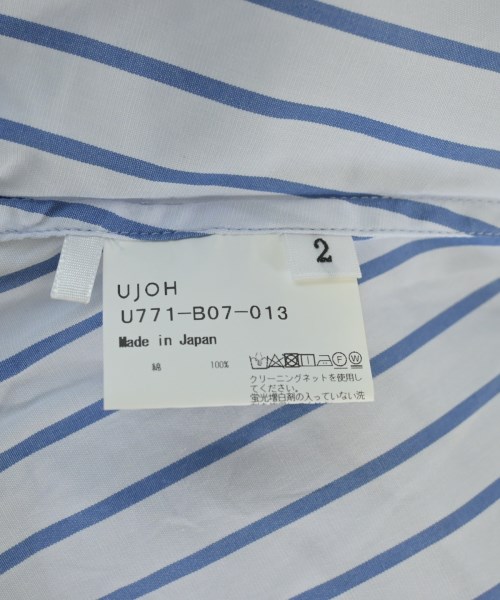 2
UJOH
U771-B07-013
Made in Japan
綿 100%
クリーニングネットを使用し
てください。
蛍光増白剤の入っていない洗